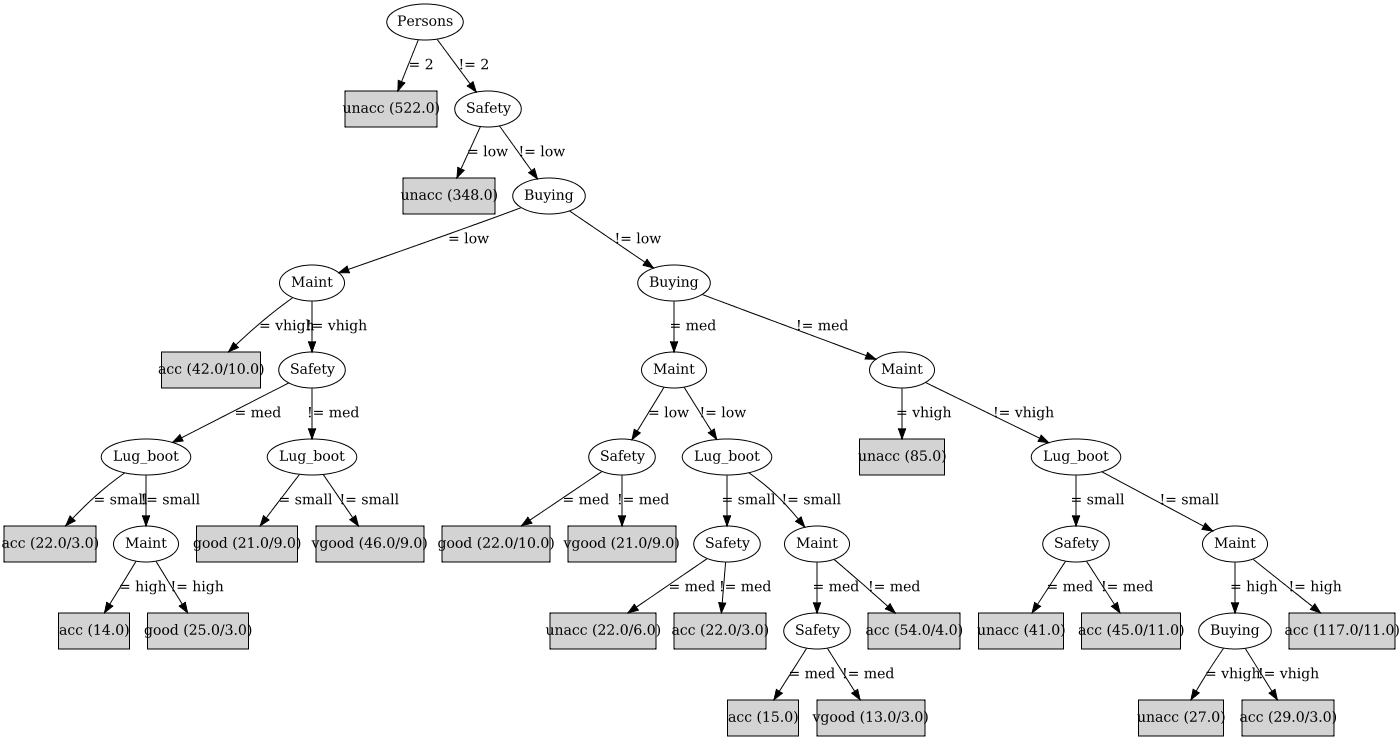 Persons
= 2 != 2
unacc (522.0) Safety
= low != low
unacc (348.0) Buying
= low != low
Maint Buying
= vhigh != vhigh = med != med
acc (42.0/10.0) Safety Maint Maint
= med != med = low != low = vhigh != vhigh
Lug_boot Lug_boot Safety Lug_boot unacc (85.0) Lug_boot
= small != small = small != small = med != med = small != small = small != small
acc (22.0/3.0) Maint good (21.0/9.0) vgood (46.0/9.0) good (22.0/10.0) vgood (21.0/9.0) Safety Maint Safety Maint
= high != high = med != med = med != med = med != med = high != high
acc (14.0) good (25.0/3.0) unacc (22.0/6.0) acc (22.0/3.0) Safety acc (54.0/4.0) unacc (41.0) acc (45.0/11.0) Buying acc (117.0/11.0)
= med != med = vhigh != vhigh
acc (15.0) vgood (13.0/3.0) unacc (27.0) acc (29.0/3.0)